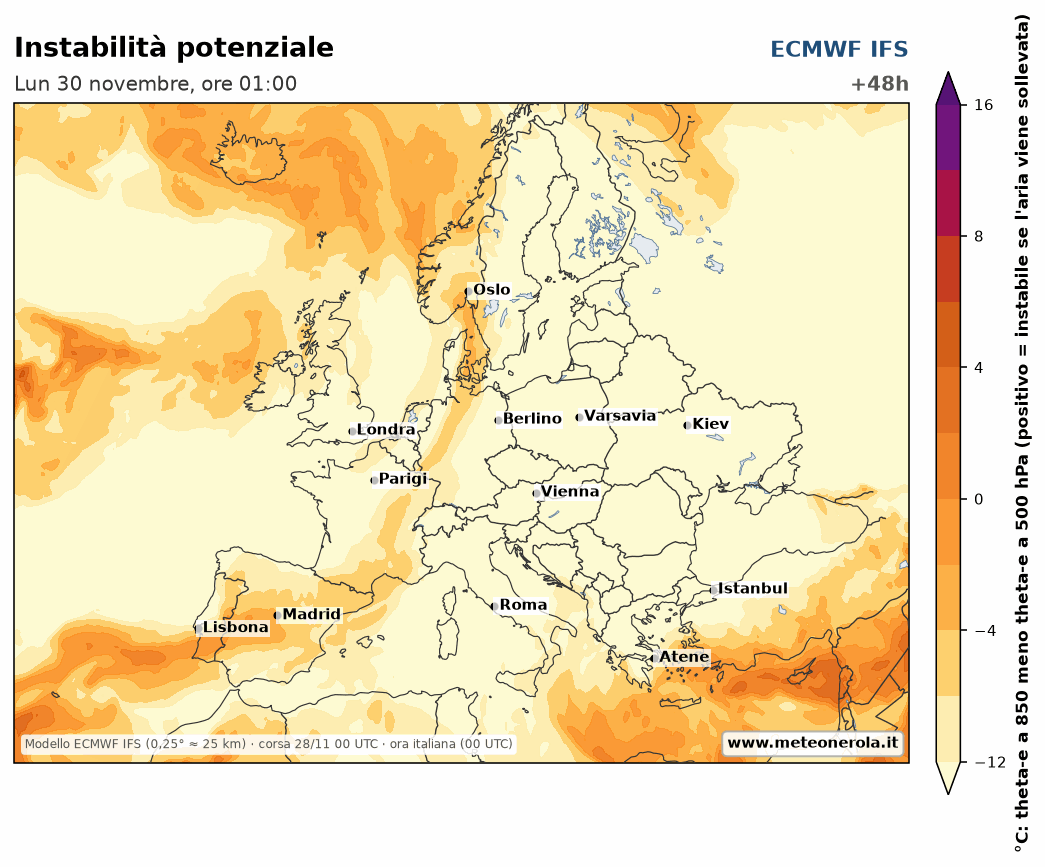 Instabilità potenziale
ECMWF IFS
Lun 30 novembre, ore 01:00
+48h
Oslo
Berlino
Varsavia
Kiev
Londra
Parigi
Vienna
Istanbul
Roma
Madrid
Lisbona
Atene
Modello ECMWF IFS (0,25° ≈ 25 km) · corsa 28/11 00 UTC · ora italiana (00 UTC)
www.meteonerola.it
16
8
4
0
−4
−12
°C: theta-e a 850 meno theta-e a 500 hPa (positivo = instabile se l'aria viene sollevata)